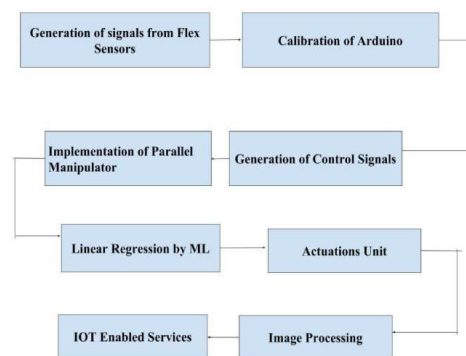 Generation of signals from Flex
Sensors
Calibration of Arduino
Implementation of Parallel
Manipulator
Generation of Control Signals
Linear Regression by ML
Actuations Unit
IOT Enabled Services
Image Processing